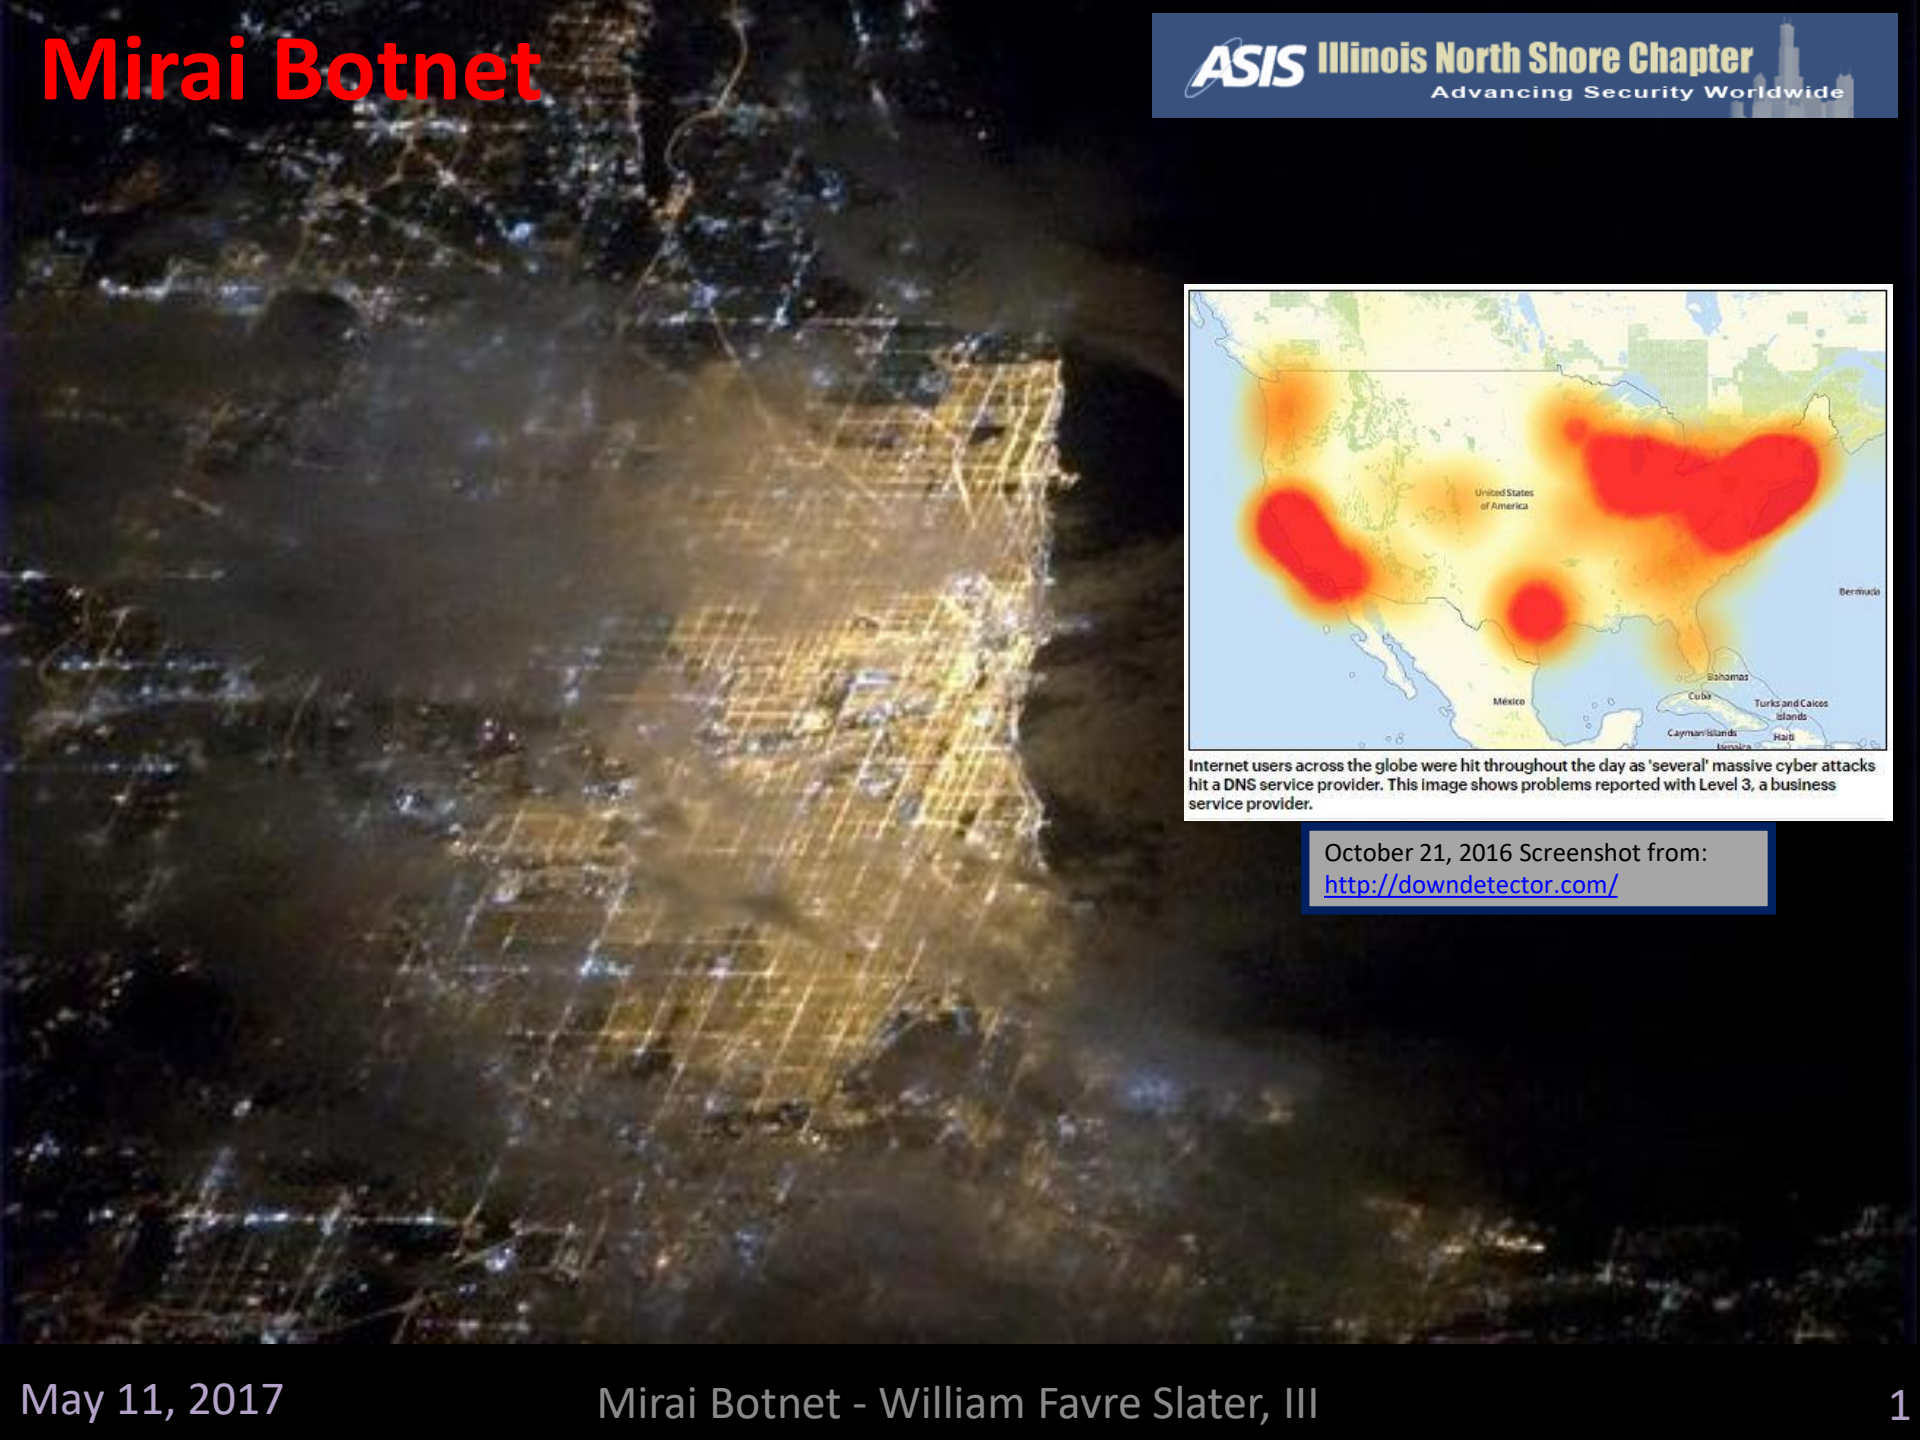 Mirai Botnet
ASIS Illinois North Shore Chapter
Advancing Security Worldwide
United States
of America
Bermuda
Bahamas
México
Cuba
Turks and Caicos
Islands
Cayman Islands
Haiti
Jamaica
Internet users across the globe were hit throughout the day as 'several' massive cyber attacks
hit a DNS service provider. This image shows problems reported with Level 3, a business
service provider.
October 21, 2016 Screenshot from:
http://downdetector.com/
May 11, 2017
Mirai Botnet - William Favre Slater, III
1